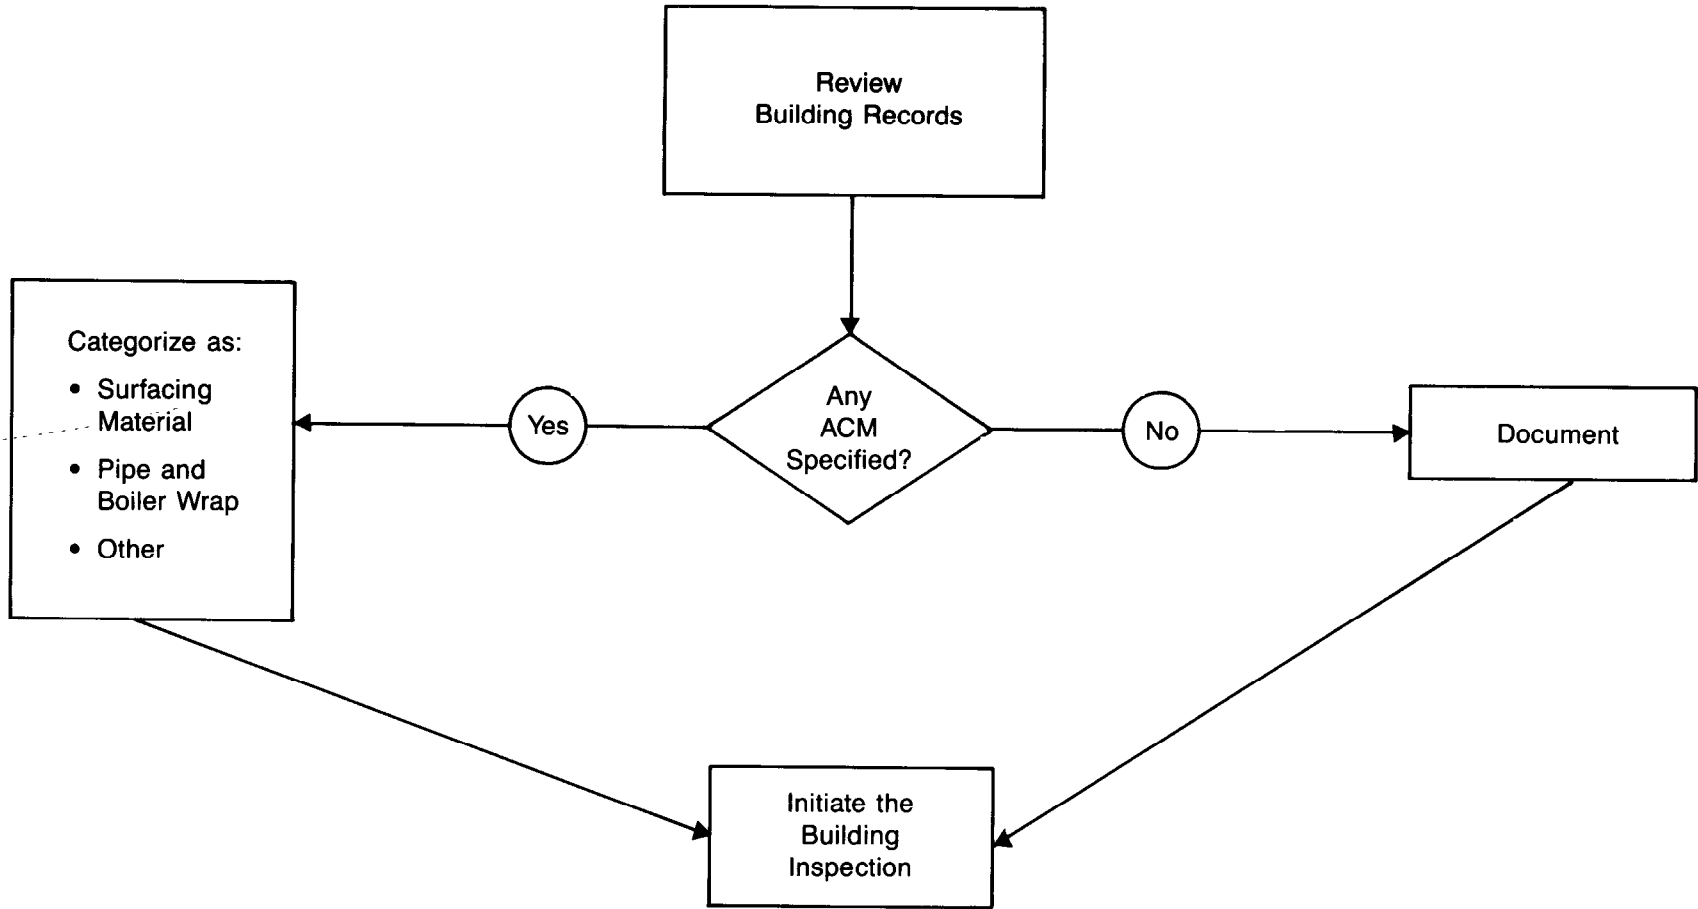 Review
Building Records
Categorize as:
• Surfacing
Material
• Pipe and
Boiler Wrap
• Other
Yes
Any
ACM
Specified?
No
Document
Initiate the
Building
Inspection